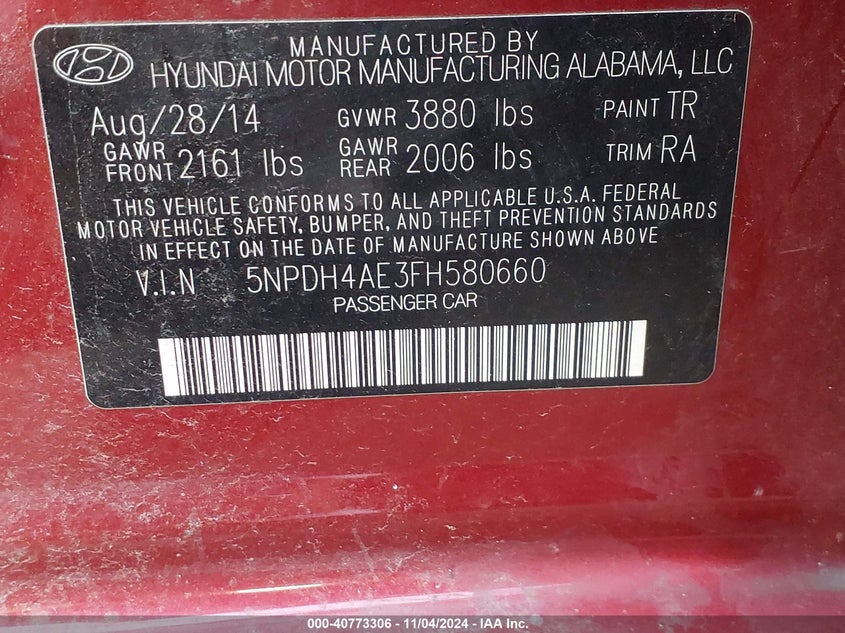 MANUFACTURED BY
HYUNDAI MOTOR MANUFACTURING ALABAMA, LLC
Aug/28/14 GVWR 3880 lbs PAINT TR
GAWR FRONT 2161 lbs GAWR REAR 2006 lbs TRIM RA
THIS VEHICLE CONFORMS TO ALL APPLICABLE U.S.A. FEDERAL
MOTOR VEHICLE SAFETY, BUMPER, AND THEFT PREVENTION STANDARDS
IN EFFECT ON THE DATE OF MANUFACTURE SHOWN ABOVE
V.I.N 5NPDH4AE3FH580660
PASSENGER CAR
000-40773306 - 11/04/2024 - IAA Inc.